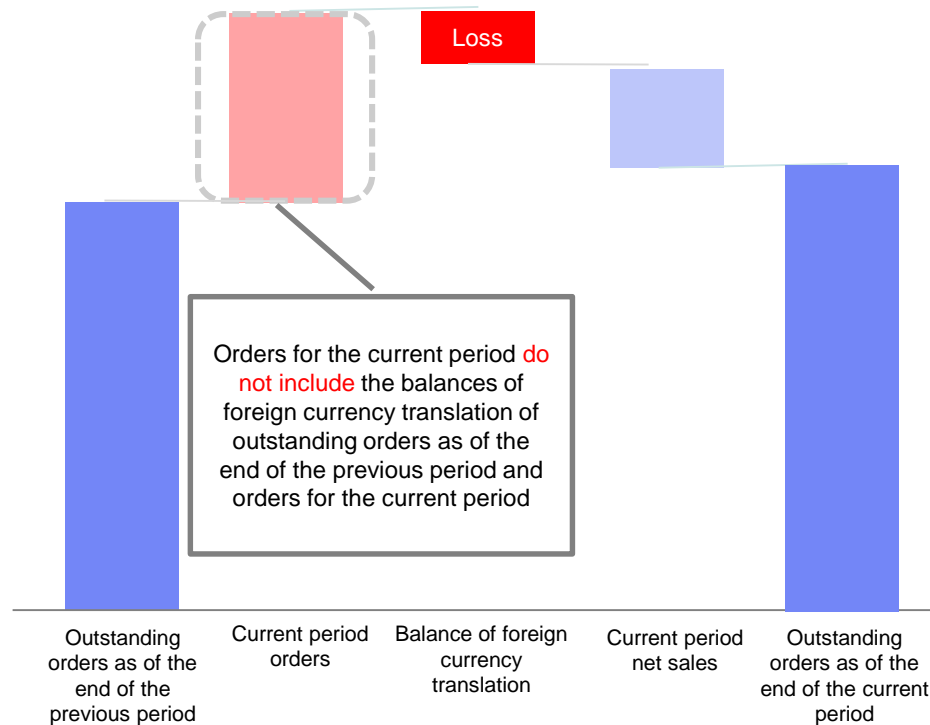 Loss
Orders for the current period do
not include the balances of
foreign currency translation of
outstanding orders as of the
end of the previous period and
orders for the current period
Outstanding
orders as of the
end of the
previous period
Current period
orders
Balance of foreign
currency
translation
Current period
net sales
Outstanding
orders as of the
end of the current
period